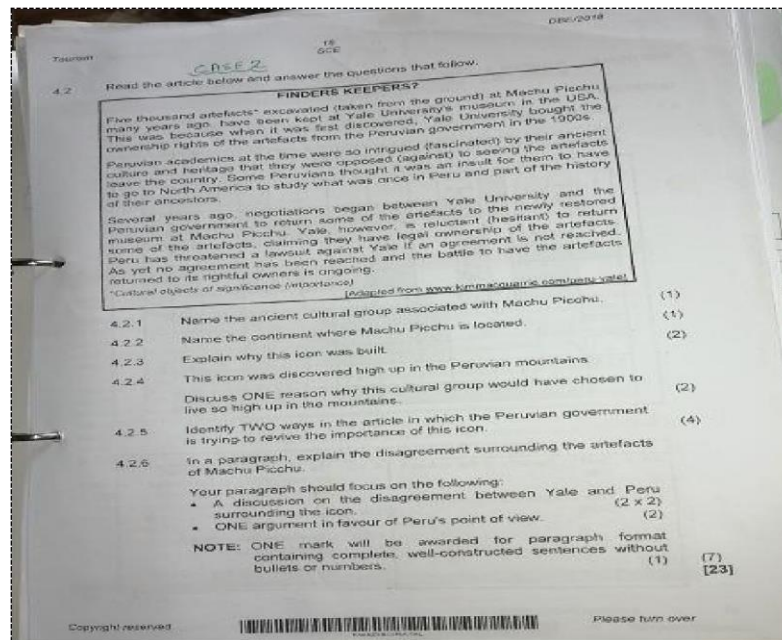 DBE/2018
Tourism
16
SCE
CASE 2
4.2 Read the article below and answer the questions that follow.
FINDERS KEEPERS?
Five thousand artefacts* excavated (taken from the ground) at Machu Picchu
many years ago, have been kept at Yale University's museum in the USA.
This was because when it was first discovered, Yale University bought the
ownership rights of the artefacts from the Peruvian government in the 1900s.
Peruvian academics at the time were so intrigued (fascinated) by their ancient
culture and heritage that they were opposed (against) to seeing the artefacts
leave the country. Some Peruvians thought it was an insult for them to have
to go to North America to study what was once in Peru and part of the history
of their ancestors.
Several years ago, negotiations began between Yale University and the
Peruvian government to return some of the artefacts to the newly restored
museum at Machu Picchu. Yale, however, is reluctant (hesitant) to return
some of the artefacts, claiming they have legal ownership of the artefacts.
Peru has threatened a lawsuit against Yale if an agreement is not reached.
As yet no agreement has been reached and the battle to have the artefacts
returned to its rightful owners is ongoing.
*Cultural objects of significance (importance)
[Adapted from www.kimmacquarrie.com/peru-yale]
4.2.1 Name the ancient cultural group associated with Machu Picchu. (1)
4.2.2 Name the continent where Machu Picchu is located. (1)
4.2.3 Explain why this icon was built. (2)
4.2.4 This icon was discovered high up in the Peruvian mountains.
Discuss ONE reason why this cultural group would have chosen to
live so high up in the mountains. (2)
4.2.5 Identify TWO ways in the article in which the Peruvian government
is trying to revive the importance of this icon. (4)
4.2.6 In a paragraph, explain the disagreement surrounding the artefacts
of Machu Picchu.
Your paragraph should focus on the following:
• A discussion on the disagreement between Yale and Peru
surrounding the icon. (2 x 2)
• ONE argument in favour of Peru's point of view. (2)
NOTE: ONE mark will be awarded for paragraph format
containing complete, well-constructed sentences without
bullets or numbers. (1) (7)
[23]
Copyright reserved
Please turn over